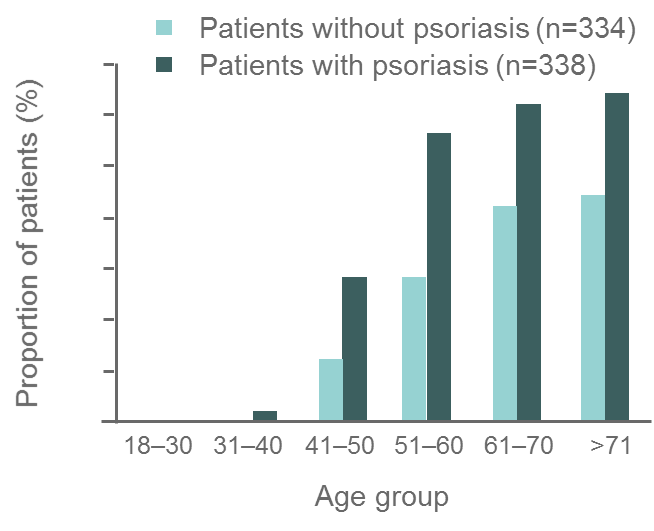 Patients without psoriasis (n=334)
Patients with psoriasis (n=338)
Proportion of patients (%)
18–30 31–40 41–50 51–60 61–70 >71
Age group